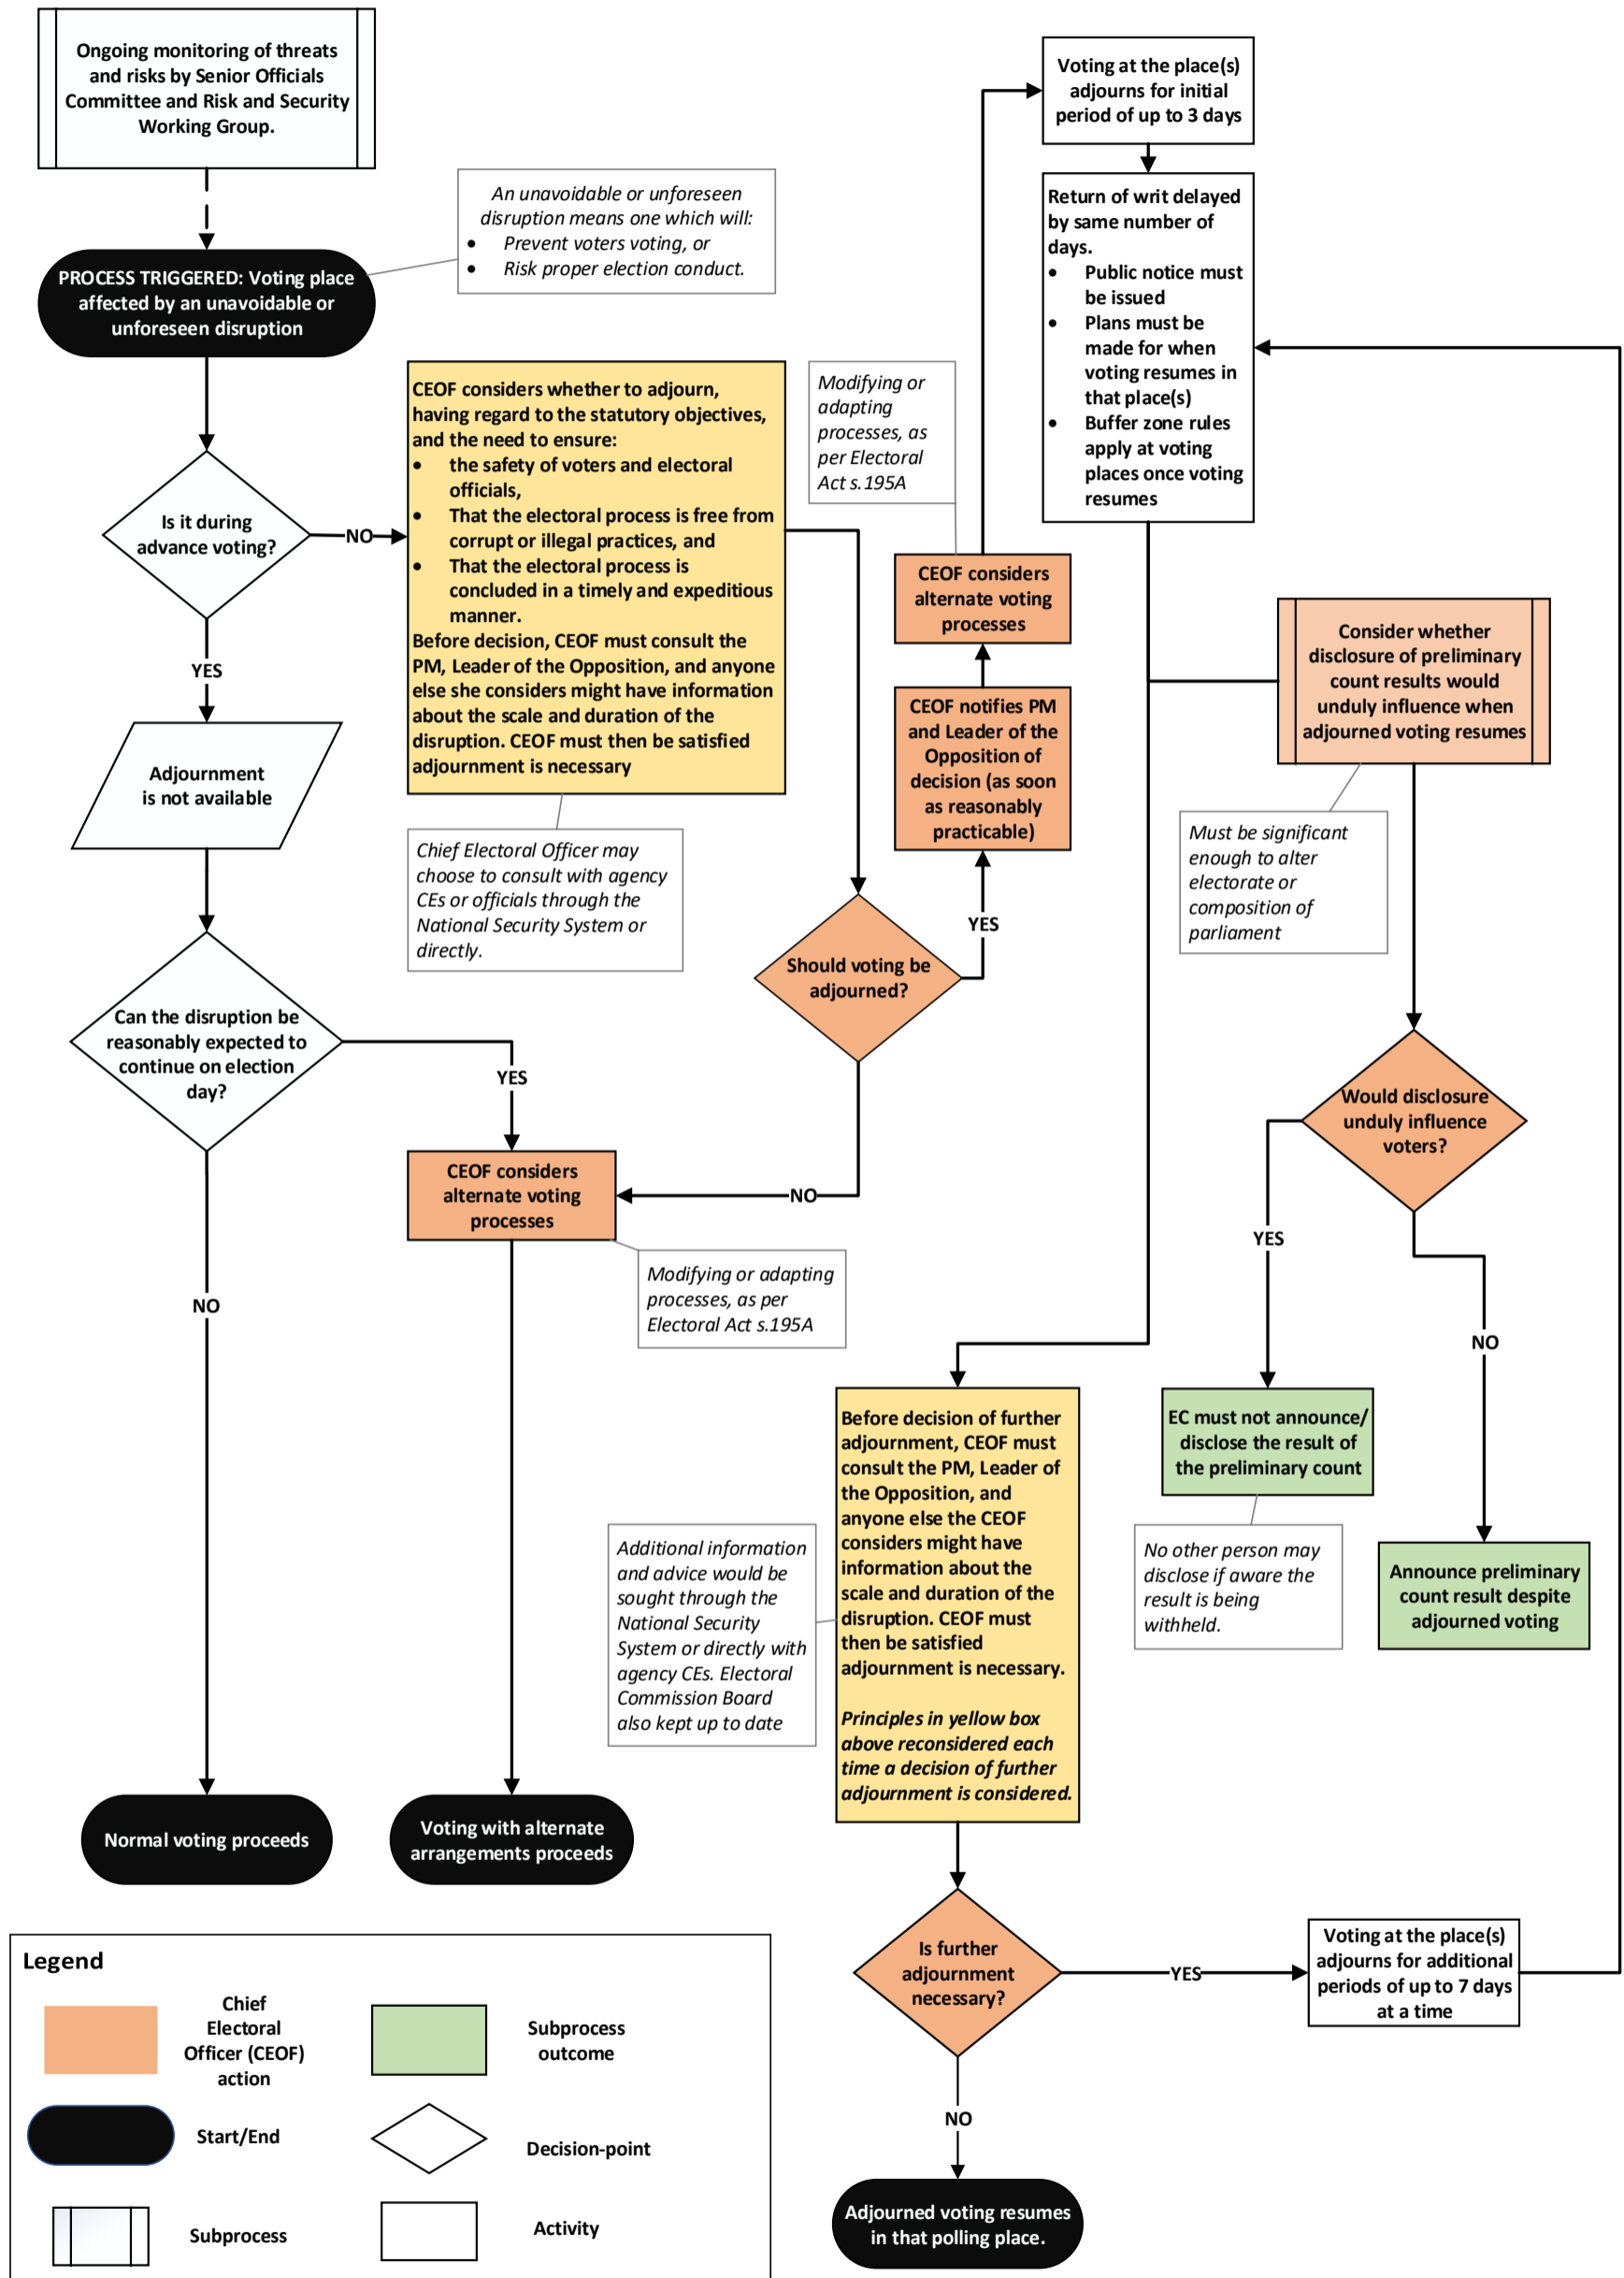 Ongoing monitoring of threats
and risks by Senior Officials
Committee and Risk and Security
Working Group.
An unavoidable or unforeseen
disruption means one which will:
• Prevent voters voting, or
• Risk proper election conduct.
PROCESS TRIGGERED: Voting place
affected by an unavoidable or
unforeseen disruption
Is it during
advance voting?
NO
YES
CEOF considers whether to adjourn,
having regard to the statutory objectives,
and the need to ensure:
• the safety of voters and electoral
officials,
• That the electoral process is free from
corrupt or illegal practices, and
• That the electoral process is
concluded in a timely and expeditious
manner.
Before decision, CEOF must consult the
PM, Leader of the Opposition, and anyone
else she considers might have information
about the scale and duration of the
disruption. CEOF must then be satisfied
adjournment is necessary
Chief Electoral Officer may
choose to consult with agency
CEs or officials through the
National Security System or
directly.
Adjournment
is not available
Can the disruption be
reasonably expected to
continue on election
day?
YES
NO
CEOF considers
alternate voting
processes
Modifying or adapting
processes, as per
Electoral Act s.195A
Normal voting proceeds
Voting with alternate
arrangements proceeds
Should voting be
adjourned?
NO
YES
CEOF notifies PM
and Leader of the
Opposition of
decision (as soon
as reasonably
practicable)
CEOF considers
alternate voting
processes
Modifying or
adapting
processes, as
per Electoral
Act s.195A
Voting at the place(s)
adjourns for initial
period of up to 3 days
Return of writ delayed
by same number of
days.
• Public notice must
be issued
• Plans must be
made for when
voting resumes in
that place(s)
• Buffer zone rules
apply at voting
places once voting
resumes
Consider whether
disclosure of preliminary
count results would
unduly influence when
adjourned voting resumes
Must be significant
enough to alter
electorate or
composition of
parliament
Would disclosure
unduly influence
voters?
YES
NO
EC must not announce/
disclose the result of
the preliminary count
No other person may
disclose if aware the
result is being
withheld.
Announce preliminary
count result despite
adjourned voting
Before decision of further
adjournment, CEOF must
consult the PM, Leader of
the Opposition, and
anyone else the CEOF
considers might have
information about the
scale and duration of the
disruption. CEOF must
then be satisfied
adjournment is necessary.
Principles in yellow box
above reconsidered each
time a decision of further
adjournment is considered.
Additional information
and advice would be
sought through the
National Security
System or directly with
agency CEs. Electoral
Commission Board
also kept up to date
Is further
adjournment
necessary?
YES
Voting at the place(s)
adjourns for additional
periods of up to 7 days
at a time
NO
Adjourned voting resumes
in that polling place.
Legend
Chief
Electoral
Officer (CEOF)
action
Subprocess
outcome
Start/End
Decision-point
Subprocess
Activity